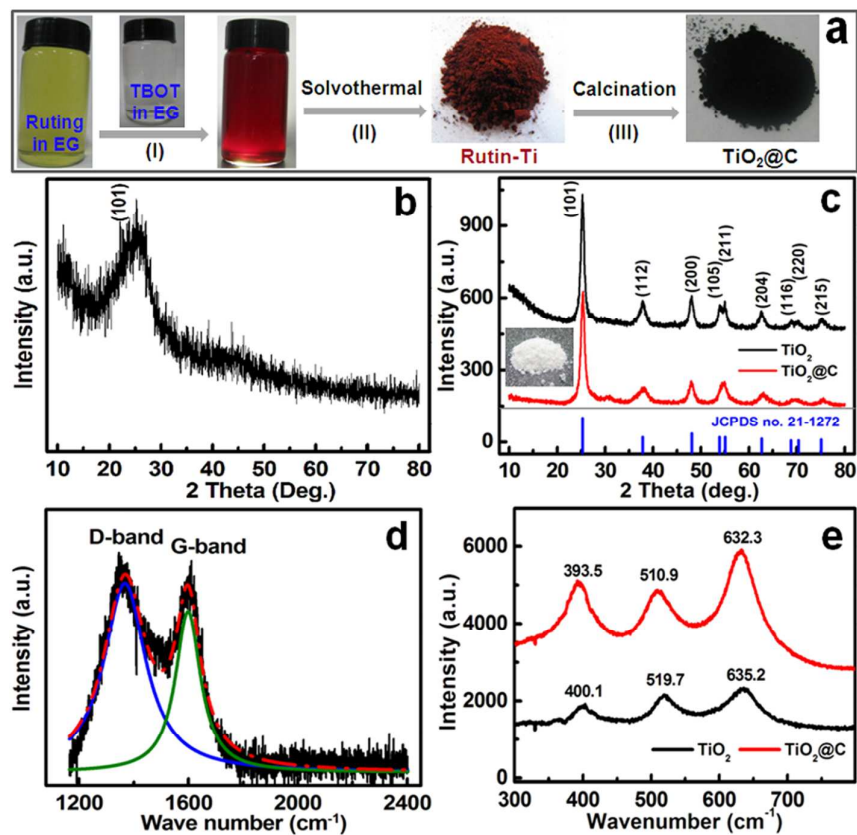 a
Ruting
in EG
TBOT
in EG
(I)
Solvothermal
(II)
Rutin-Ti
Calcination
(III)
TiO₂@C
b
(101)
Intensity (a.u.)
10 20 30 40 50 60 70 80
2 Theta (Deg.)
c
(101)
(112)
(200)
(105)
(211)
(204)
(116)
(220)
(215)
900
600
300
0
Intensity (a.u.)
TiO₂
TiO₂@C
JCPDS no. 21-1272
10 20 30 40 50 60 70 80
2 Theta (deg.)
d
D-band
G-band
Intensity (a.u.)
1200 1600 2000 2400
Wave number (cm⁻¹)
e
6000
4000
2000
0
Intensity (a.u.)
393.5
510.9
632.3
400.1
519.7
635.2
TiO₂ TiO₂@C
300 400 500 600 700
Wavenumber (cm⁻¹)